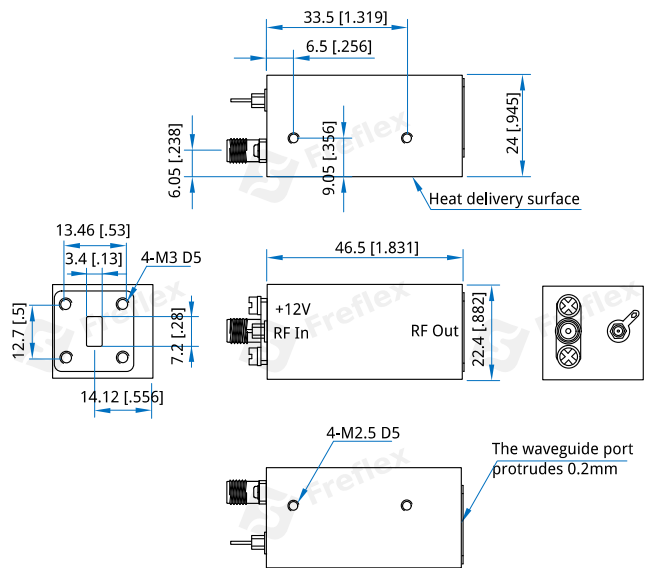 33.5 [1.319]
6.5 [.256]
6.05 [.238]
9.05 [.356]
24 [.945]
Freflex
Heat delivery surface
13.46 [.53]
3.4 [.13]
4-M3 D5
12.7 [.5]
7.2 [.28]
14.12 [.556]
46.5 [1.831]
+12V
RF In
RF Out
22.4 [.882]
Freflex
Freflex
4-M2.5 D5
The waveguide port
protrudes 0.2mm
Freflex